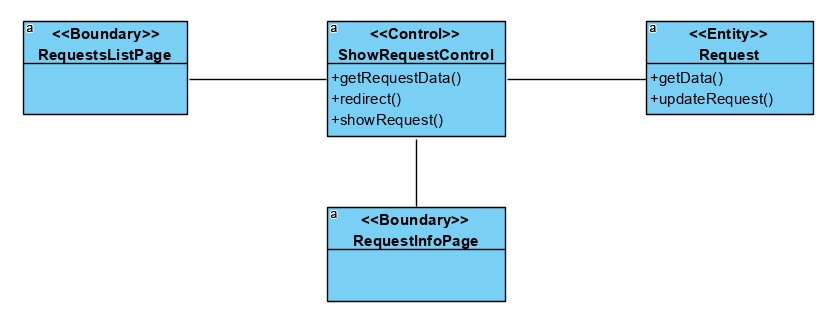 a
<<Boundary>>
RequestsListPage
a
<<Control>>
ShowRequestControl
+getRequestData()
+redirect()
+showRequest()
a
<<Entity>>
Request
+getData()
+updateRequest()
a
<<Boundary>>
RequestInfoPage